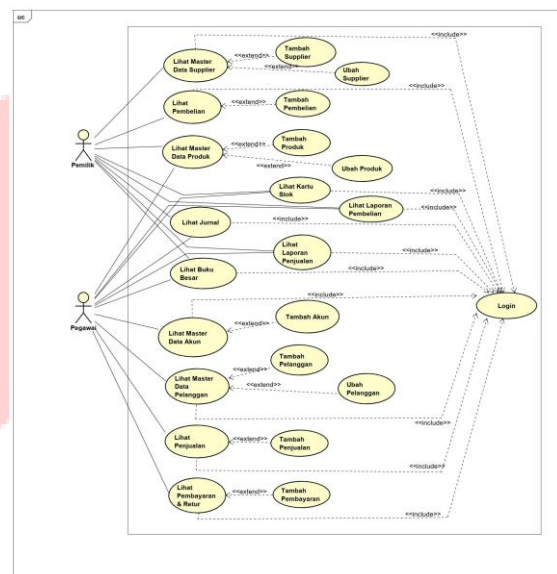 uc
<<include>>
Lihat Master
Data Supplier
<<extend>>
Tambah
Supplier
<<extend>>
Ubah
Supplier
<<include>>
Lihat
Pembelian
<<extend>>
Tambah
Pembelian
Pemilik
Lihat Master
Data Produk
<<extend>>
Tambah
Produk
<<extend>>
Ubah Produk
Lihat Kartu
Stok
<<include>>
Lihat Laporan
Pembelian
<<include>>
Lihat Jurnal
<<include>>
Lihat
Laporan
Penjualan
<<include>>
Lihat Buku
Besar
<<include>>
Pegawai
<<include>>
Login
Lihat Master
Data Akun
<<extend>>
Tambah Akun
Lihat Master
Data
Pelanggan
<<extend>>
Tambah
Pelanggan
<<extend>>
Ubah
Pelanggan
<<include>>
Lihat
Penjualan
<<extend>>
Tambah
Penjualan
<<include>>
Lihat
Pembayaran
& Retur
<<extend>>
Tambah
Pembayaran
<<include>>